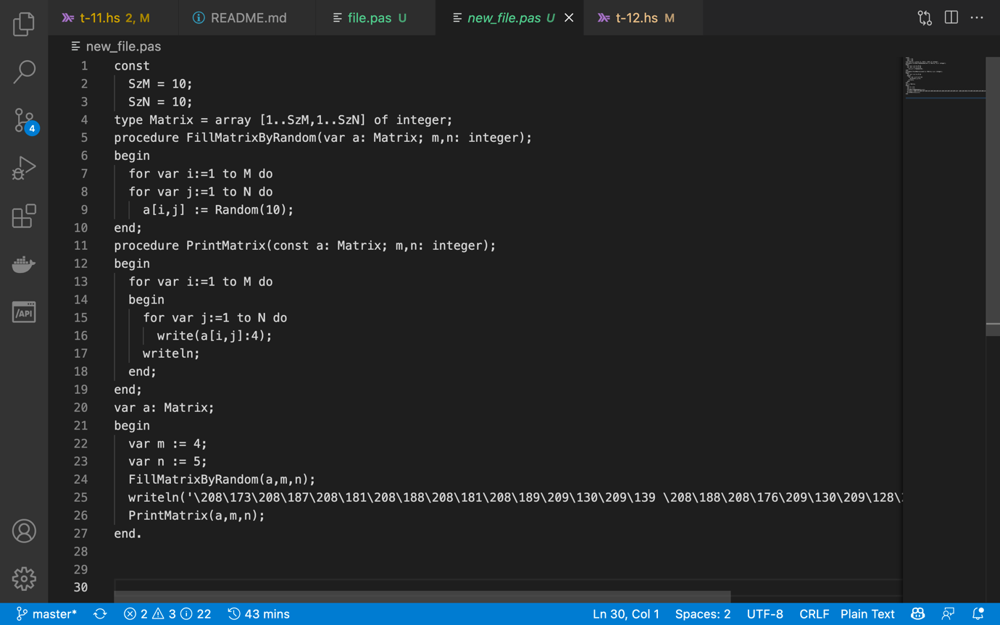 t-11.hs 2, M
README.md
file.pas U
new_file.pas U
t-12.hs M
new_file.pas
1 const
2 SzM = 10;
3 SzN = 10;
4 type Matrix = array [1..SzM,1..SzN] of integer;
5 procedure FillMatrixByRandom(var a: Matrix; m,n: integer);
6 begin
7 for var i:=1 to M do
8 for var j:=1 to N do
9 a[i,j] := Random(10);
10 end;
11 procedure PrintMatrix(const a: Matrix; m,n: integer);
12 begin
13 for var i:=1 to M do
14 begin
15 for var j:=1 to N do
16 write(a[i,j]:4);
17 writeln;
18 end;
19 end;
20 var a: Matrix;
21 begin
22 var m := 4;
23 var n := 5;
24 FillMatrixByRandom(a,m,n);
25 writeln('\208\173\208\187\208\181\208\188\208\181\208\189\209\130\209\139 \208\188\208\176\209\130\209\128\
26 PrintMatrix(a,m,n);
27 end.
28
29
30
4
/API
master*
2
3
22
43 mins
Ln 30, Col 1
Spaces: 2
UTF-8
CRLF
Plain Text